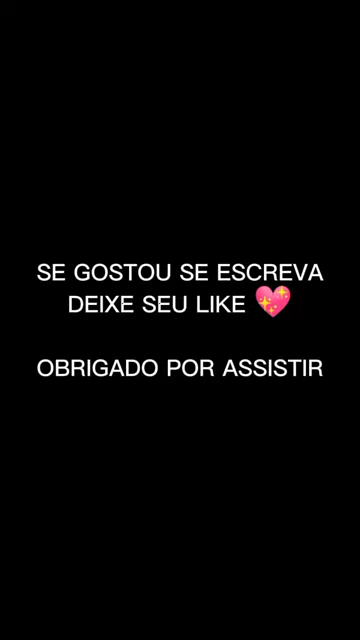 SE GOSTOU SE ESCREVA
DEIXE SEU LIKE 💖
OBRIGADO POR ASSISTIR